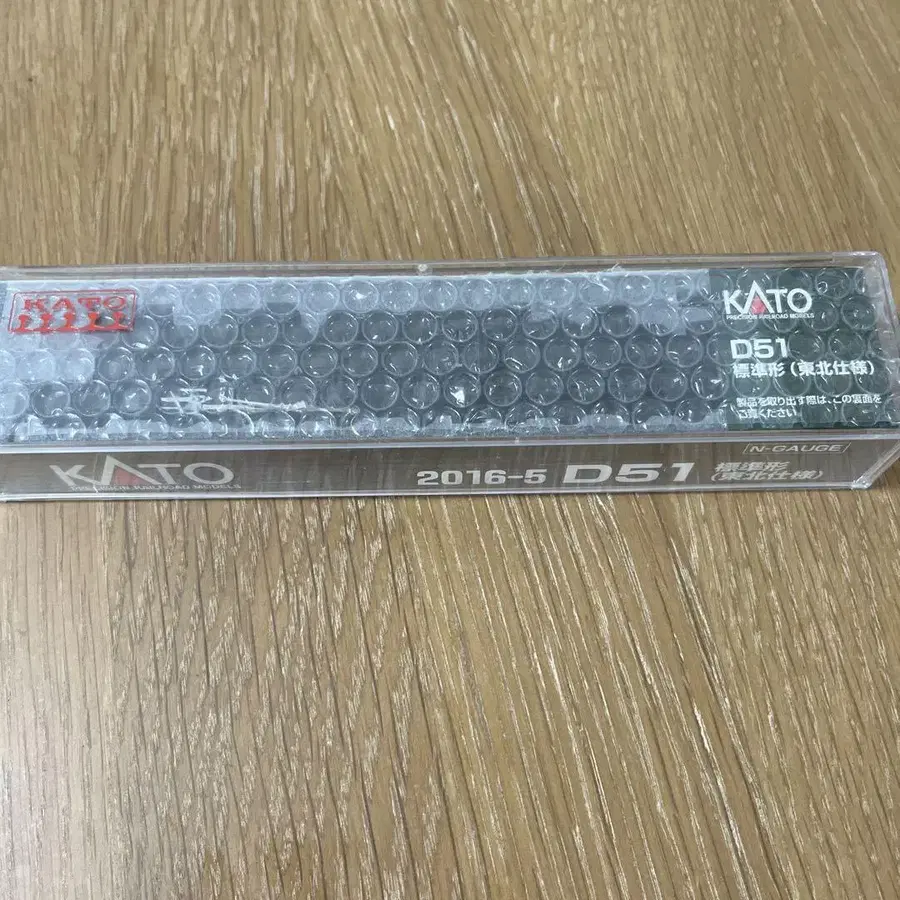 KATO
KATO
PRECISION RAILROAD MODELS
D51
標準形（東北仕様）
製品を取り出す際は、この裏面を
ご覧ください
N-GAUGE
KATO
PRECISION RAILROAD MODELS
2016-5 D51 標準形
（東北仕様）